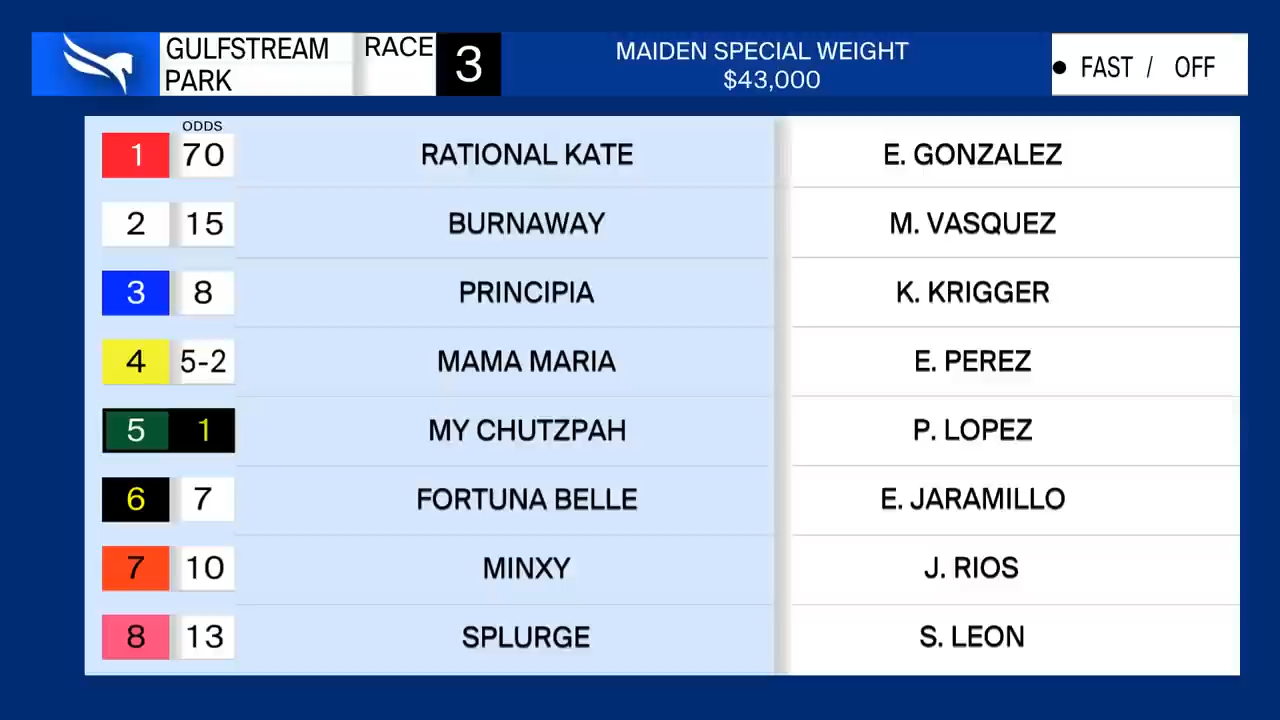 GULFSTREAM PARK RACE 3 MAIDEN SPECIAL WEIGHT $43,000 FAST / OFF
ODDS
1 70 RATIONAL KATE E. GONZALEZ
2 15 BURNAWAY M. VASQUEZ
3 8 PRINCIPIA K. KRIGGER
4 5-2 MAMA MARIA E. PEREZ
5 1 MY CHUTZPAH P. LOPEZ
6 7 FORTUNA BELLE E. JARAMILLO
7 10 MINXY J. RIOS
8 13 SPLURGE S. LEON